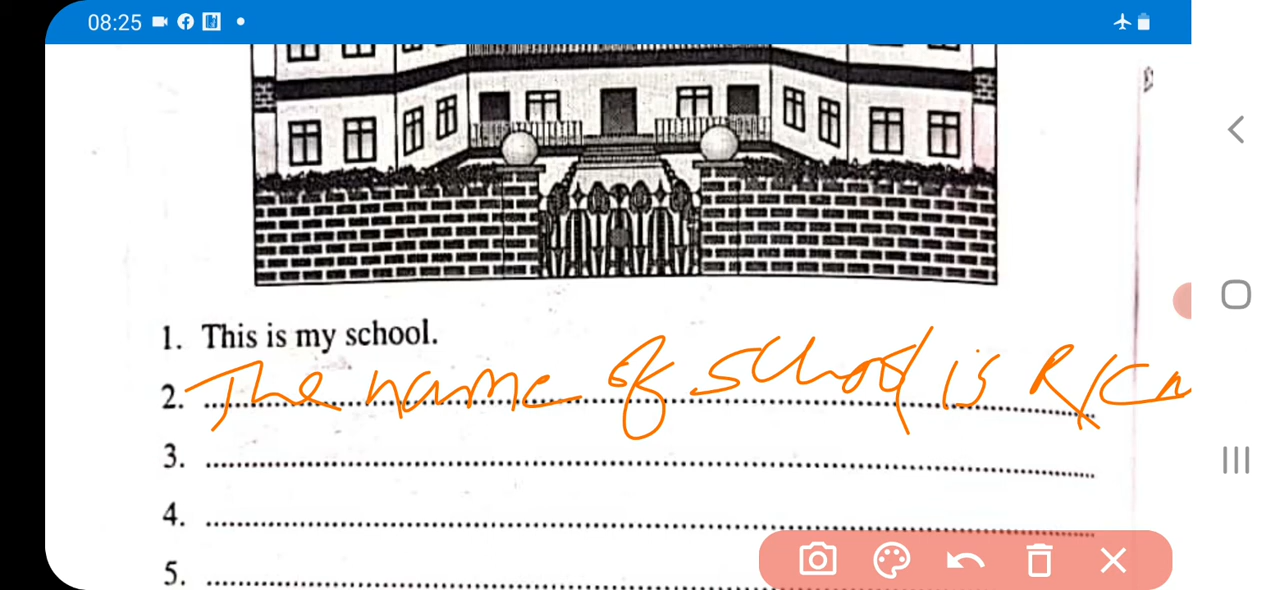 08:25
1. This is my school.
2. The name of school is R/C
3.
4.
5.